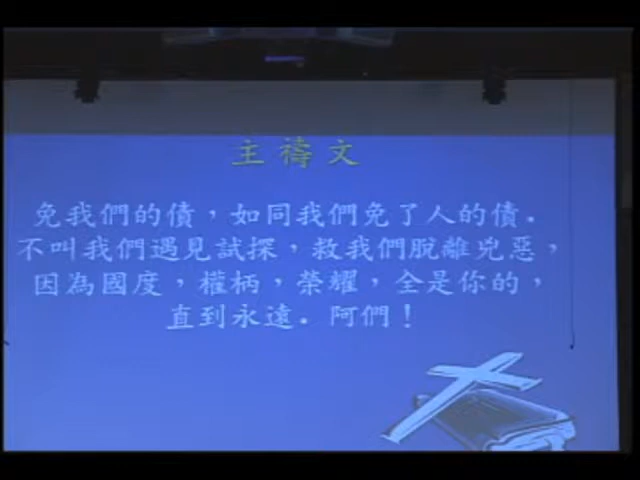 主禱文
免我們的債，如同我們免了人的債.
不叫我們遇見試探，救我們脫離兇惡，
因為國度，權柄，榮耀，全是你的，
直到永遠. 阿們！